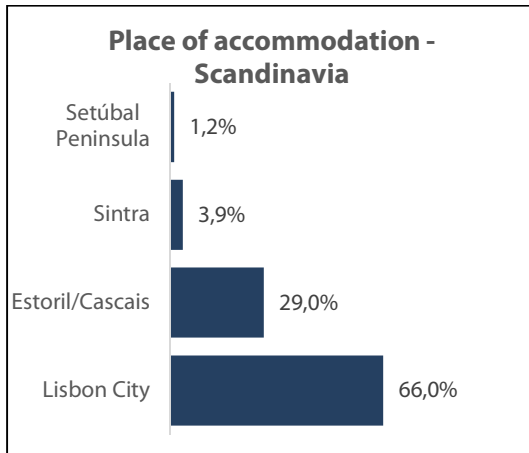 Place of accommodation -
Scandinavia
Setúbal
Peninsula
1,2%
Sintra
3,9%
Estoril/Cascais
29,0%
Lisbon City
66,0%